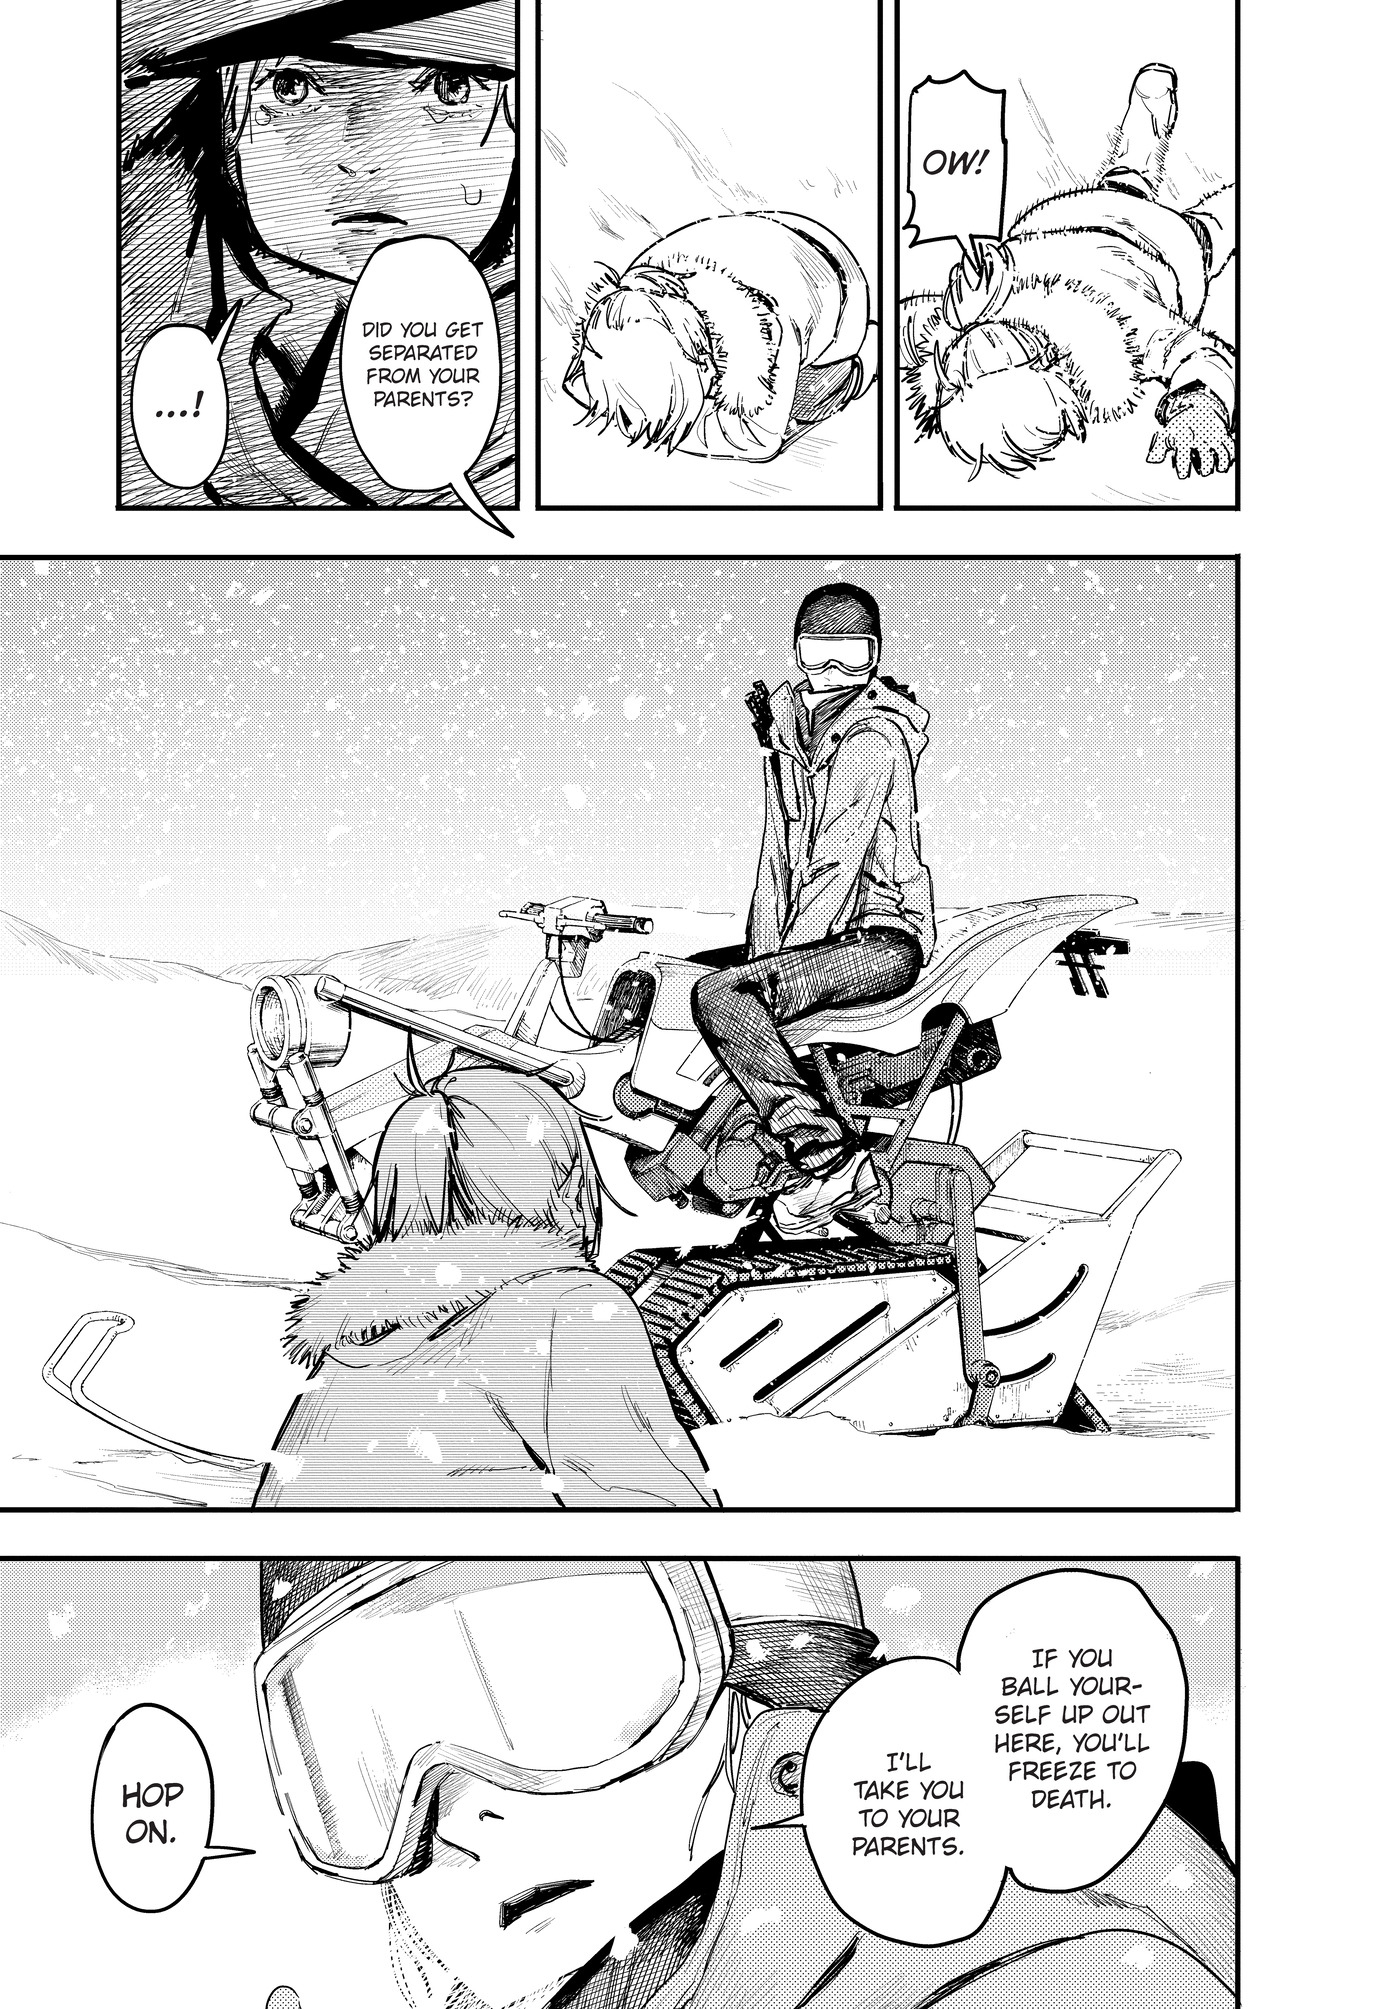 OW!
DID YOU GET
SEPARATED
FROM YOUR
PARENTS?
...!
IF YOU
BALL YOUR-
SELF UP OUT
HERE, YOU'LL
FREEZE TO
DEATH.
I'LL
TAKE YOU
TO YOUR
PARENTS.
HOP
ON.